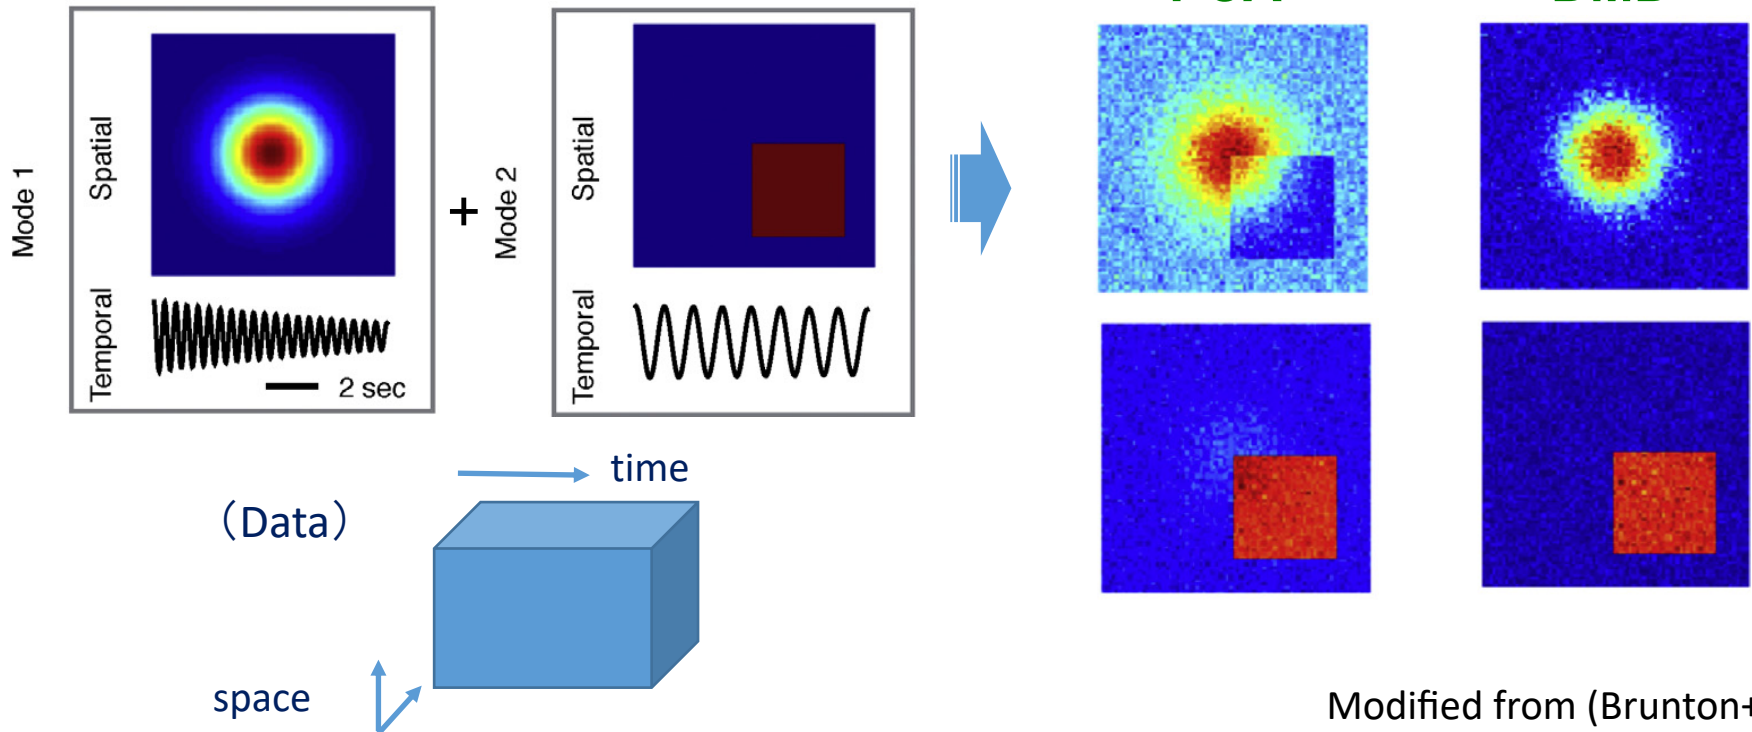 Mode 1
Spatial
Temporal
2 sec
+
Mode 2
Spatial
Temporal
（Data）
time
space
Modified from (Brunton+